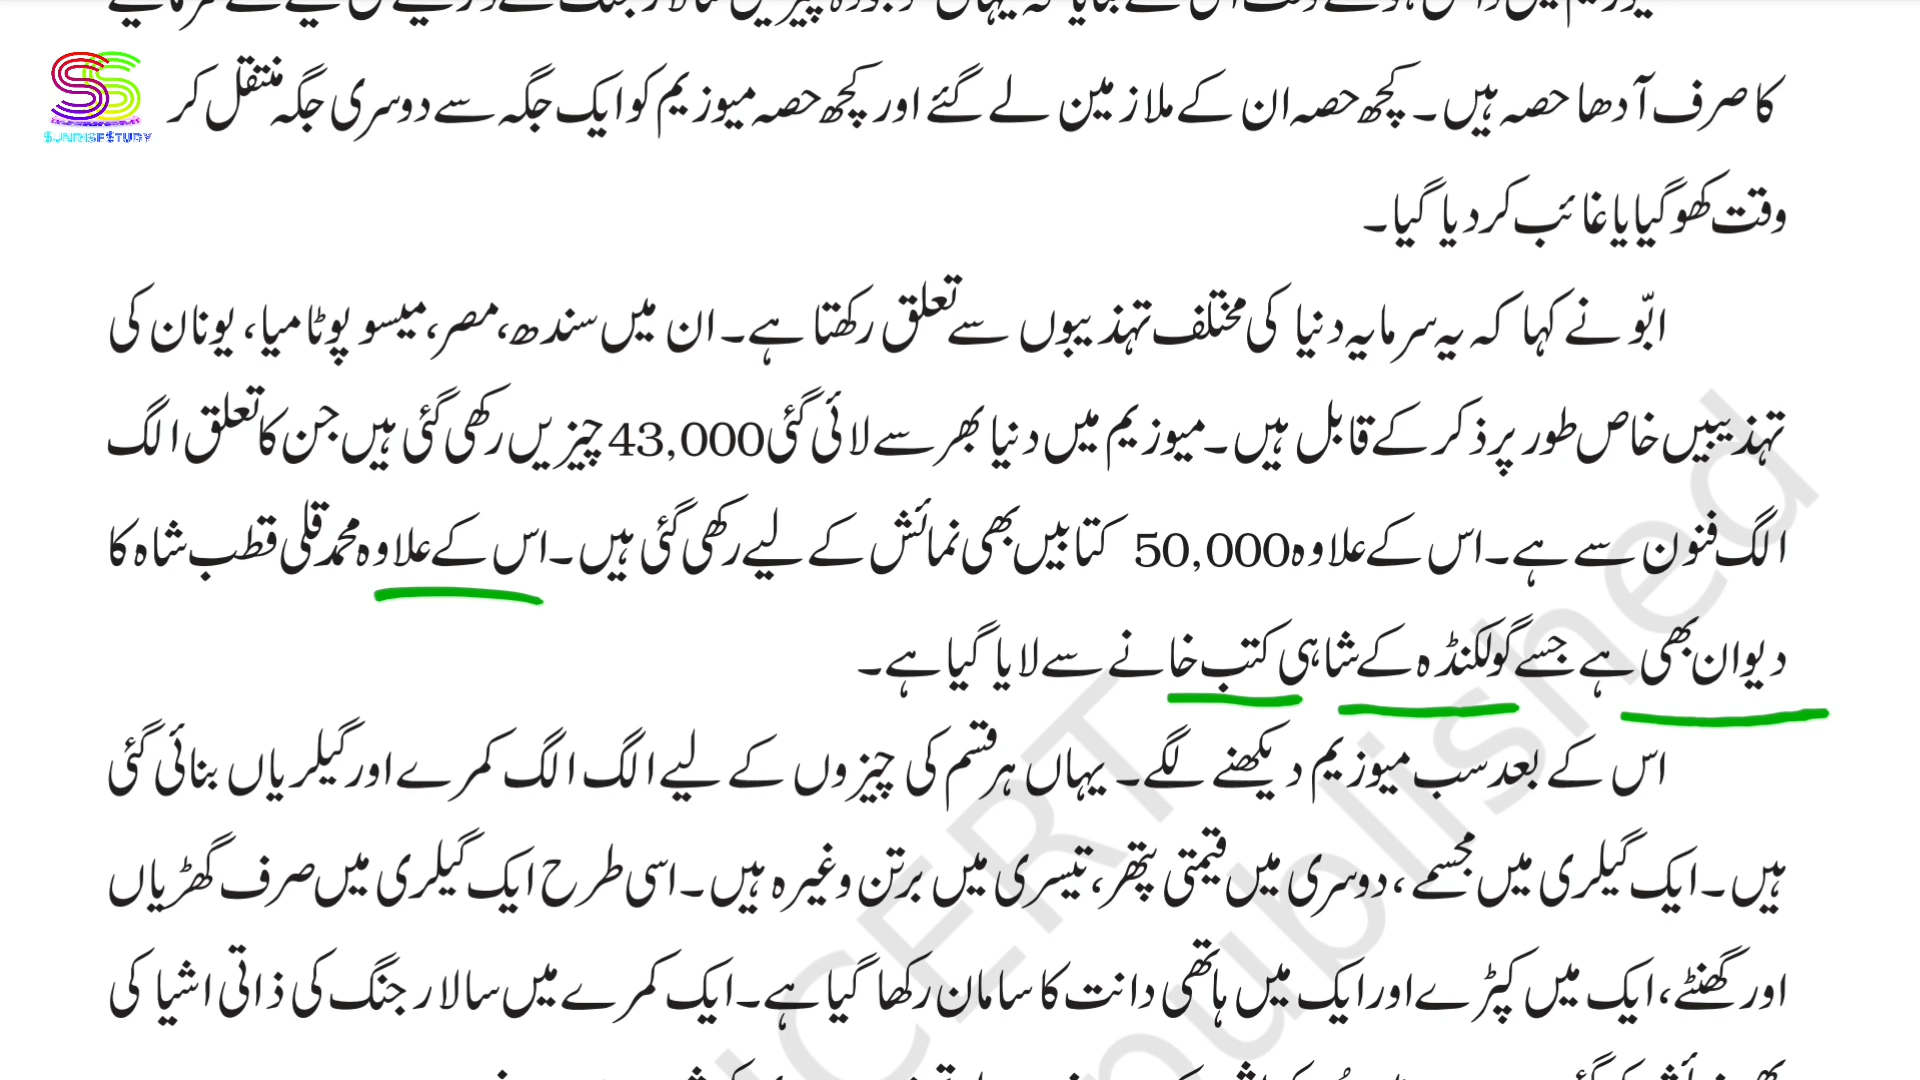 کا صرف آدھا حصہ ہیں۔ کچھ حصہ ان کے ملازمین لے گئے اور کچھ حصہ میوزیم کو ایک جگہ سے دوسری جگہ منتقل کر
SUNRISE STUDY
وقت کھو گیا یا غائب کر دیا گیا۔
ابّو نے کہا کہ یہ سرمایہ دنیا کی مختلف تہذیبوں سے تعلق رکھتا ہے۔ ان میں سندھ، مصر، میسوپوٹامیا، یونان کی
تہذیبیں خاص طور پر ذکر کے قابل ہیں۔ میوزیم میں دنیا بھر سے لائی گئی 43,000 چیزیں رکھی گئی ہیں جن کا تعلق الگ
الگ فنون سے ہے۔ اس کے علاوہ 50,000 کتابیں بھی نمائش کے لیے رکھی گئی ہیں۔ اس کے علاوہ محمد قلی قطب شاہ کا
دیوان بھی ہے جسے گولکنڈہ کے شاہی کتب خانے سے لایا گیا ہے۔
اس کے بعد سب میوزیم دیکھنے لگے۔ یہاں ہر قسم کی چیزوں کے لیے الگ الگ کمرے اور گیلریاں بنائی گئی
ہیں۔ ایک گیلری میں مجسمے، دوسری میں قیمتی پتھر، تیسری میں برتن وغیرہ ہیں۔ اسی طرح ایک گیلری میں صرف گھڑیاں
اور گھنٹے، ایک میں کپڑے اور ایک میں ہاتھی دانت کا سامان رکھا گیا ہے۔ ایک کمرے میں سالار جنگ کی ذاتی اشیا کی